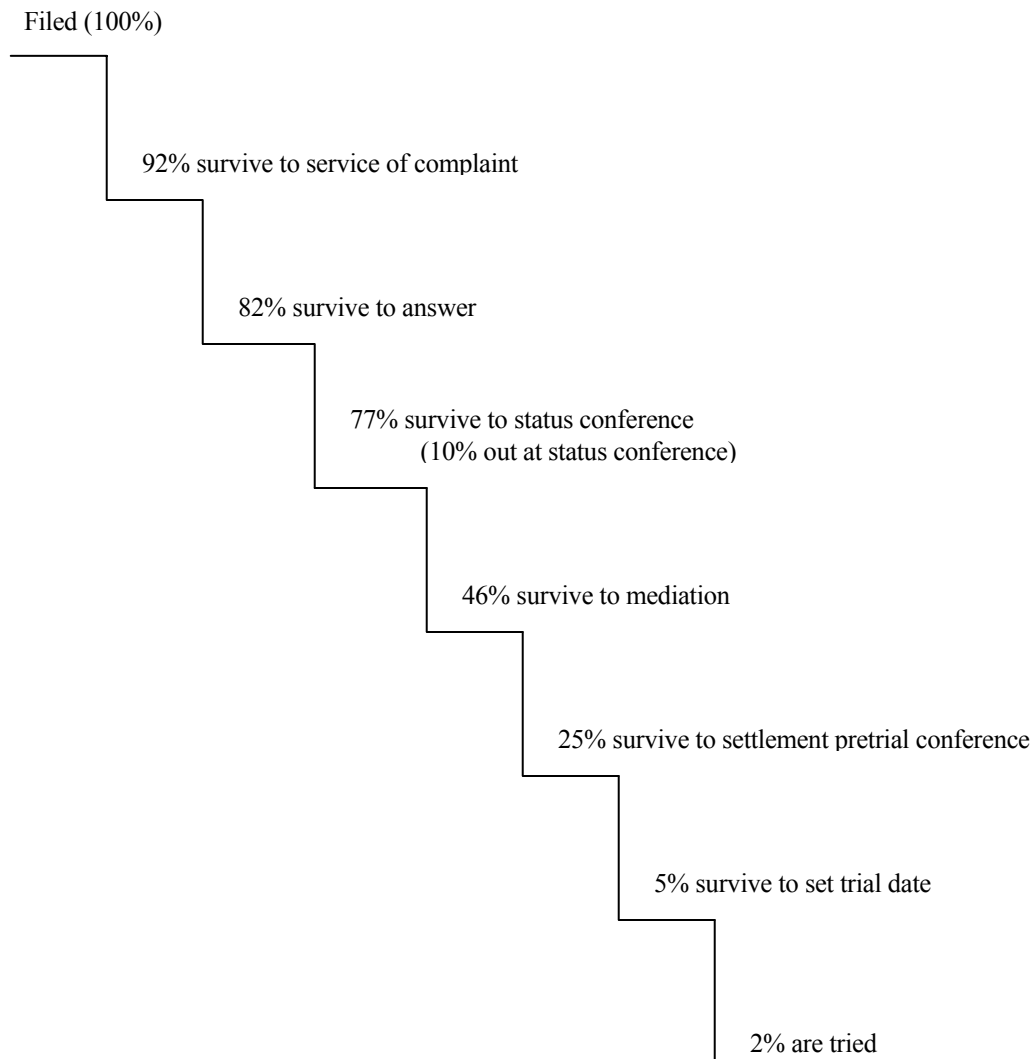 Filed (100%)
92% survive to service of complaint
82% survive to answer
77% survive to status conference
(10% out at status conference)
46% survive to mediation
25% survive to settlement pretrial conference
5% survive to set trial date
2% are tried